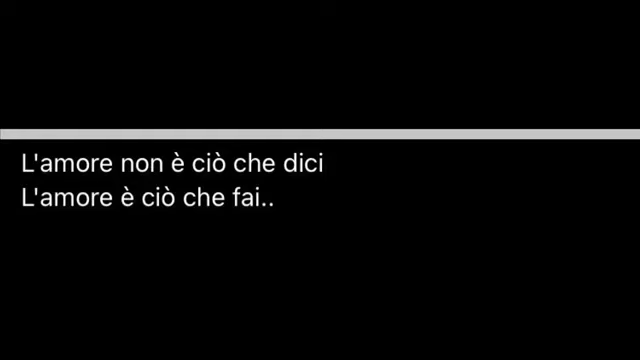 L'amore non è ciò che dici
L'amore è ciò che fai..